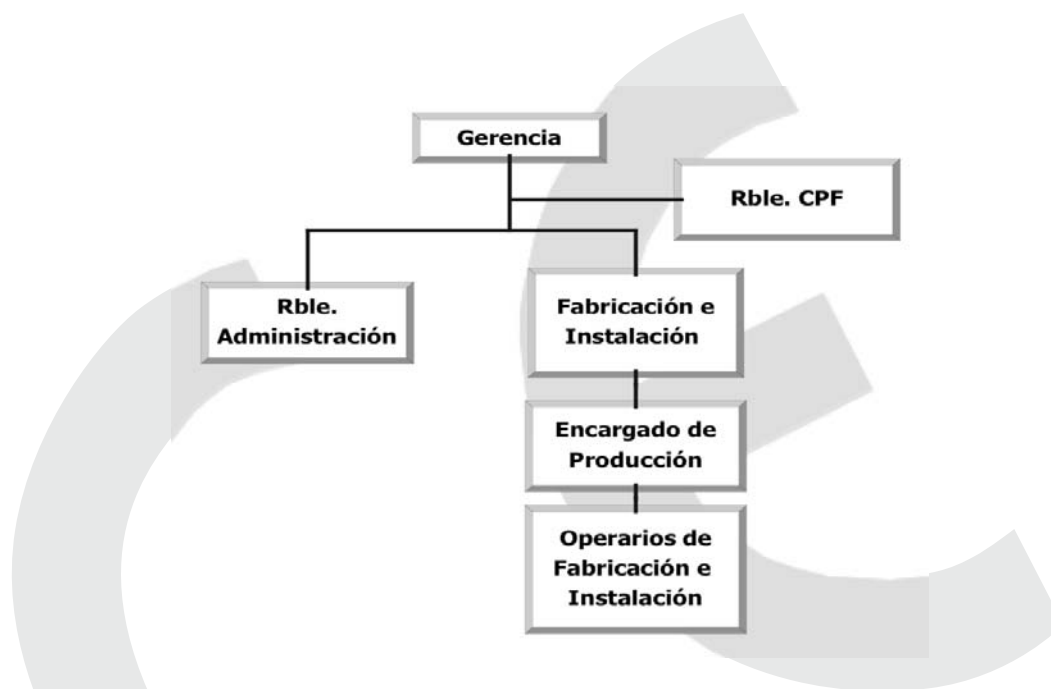 Gerencia
Rble. CPF
Rble.
Administración
Fabricación e
Instalación
Encargado de
Producción
Operarios de
Fabricación e
Instalación